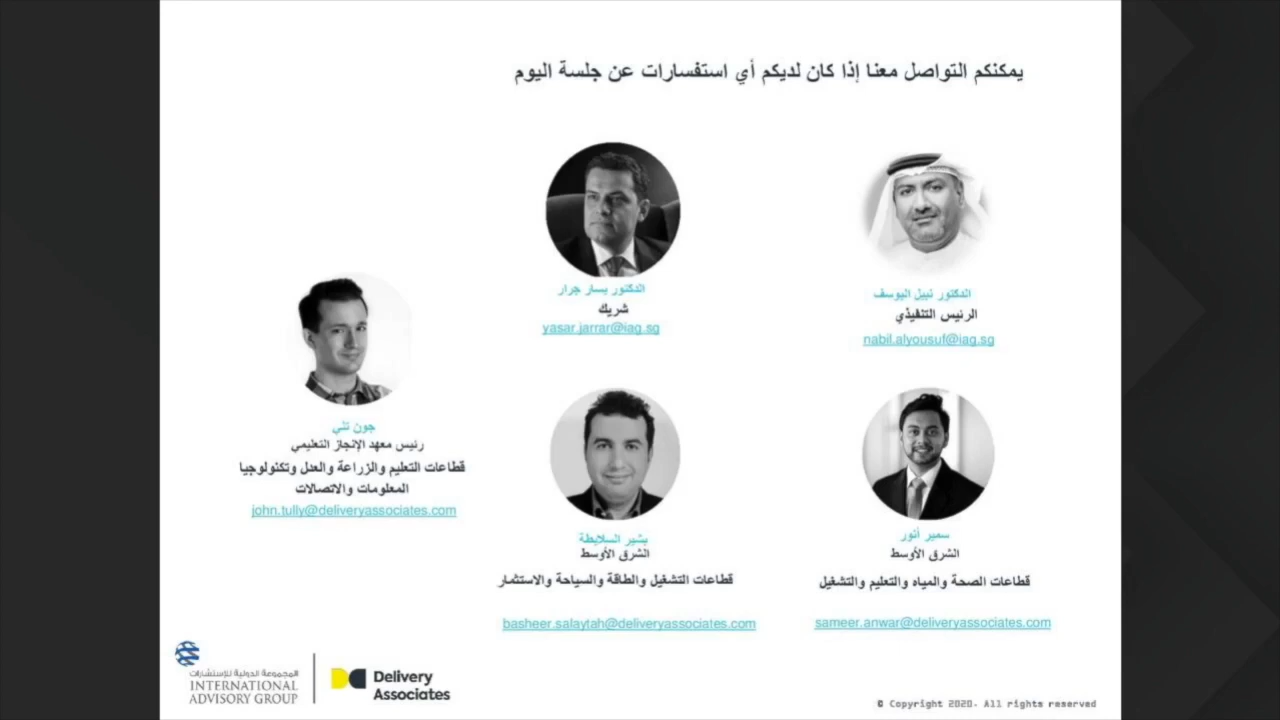 يمكنكم التواصل معنا إذا كان لديكم أي استفسارات عن جلسة اليوم
الدكتور نبيل اليوسف
الرئيس التنفيذي
nabil.alyousuf@iag.sg
الدكتور يسار جرار
شريك
yasar.jarrar@iag.sg
جون تلي
رئيس معهد الإنجاز التعليمي
قطاعات التعليم والزراعة والعدل وتكنولوجيا
المعلومات والاتصالات
john.tully@deliveryassociates.com
سمير أنور
الشرق الأوسط
قطاعات الصحة والمياه والتعليم والتشغيل
sameer.anwar@deliveryassociates.com
بشير السلايطة
الشرق الأوسط
قطاعات التشغيل والطاقة والسياحة والاستثمار
basheer.salaytah@deliveryassociates.com
المجموعة الدولية للإستشارات
INTERNATIONAL
ADVISORY GROUP
Delivery
Associates
© Copyright 2020. All rights reserved